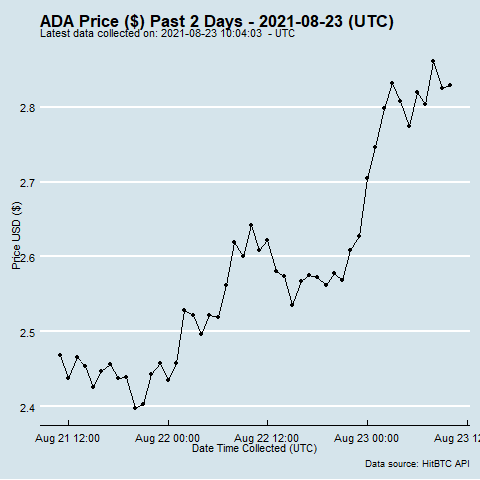 ADA Price ($) Past 2 Days - 2021-08-23 (UTC)
Latest data collected on: 2021-08-23 10:04:03 - UTC
Price USD ($)
2.8
2.7
2.6
2.5
2.4
Aug 21 12:00 Aug 22 00:00 Aug 22 12:00 Aug 23 00:00 Aug 23 12
Date Time Collected (UTC)
Data source: HitBTC API